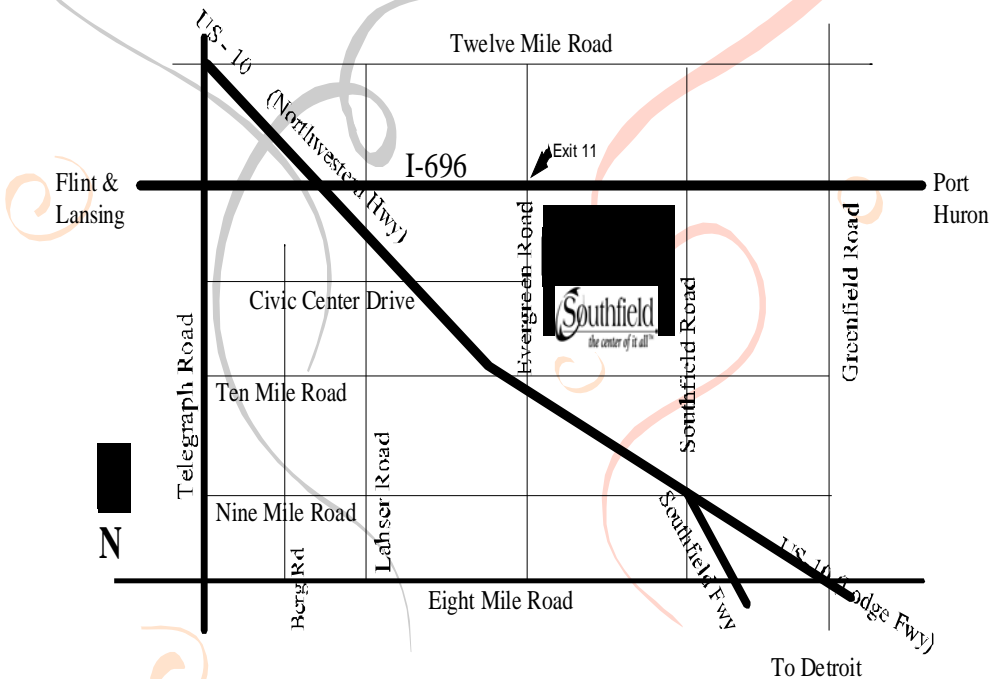 US - 10
(Northwestern Hwy)
Twelve Mile Road
Exit 11
I-696
Flint &
Lansing
Port
Huron
Evergreen Road
Civic Center Drive
Southfield
the center of it all™
Southfield Road
Greenfield Road
Telegraph Road
Ten Mile Road
Lahser Road
Nine Mile Road
N
Berg Rd
Southfield Fwy
US-10 (Lodge Fwy)
Eight Mile Road
To Detroit